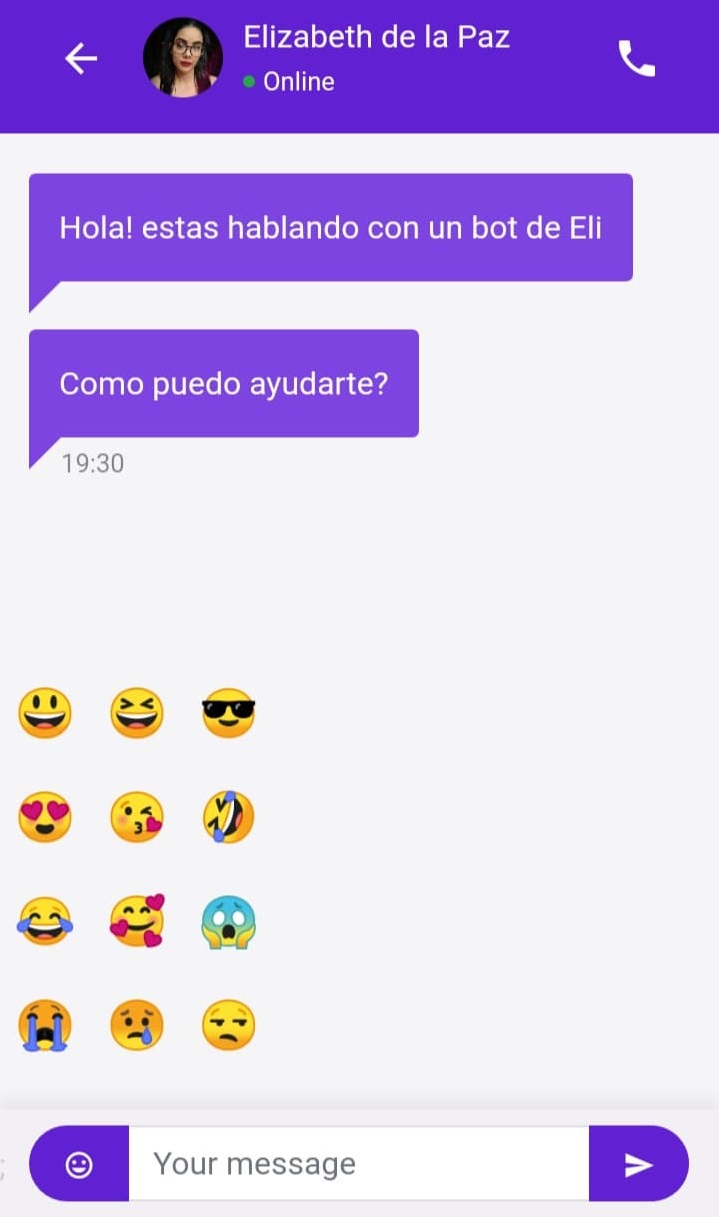 Elizabeth de la Paz
Online
Hola! estas hablando con un bot de Eli
Como puedo ayudarte?
19:30
;
Your message